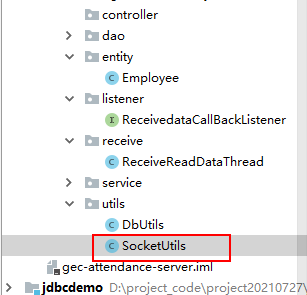 controller
dao
entity
Employee
listener
ReceivedataCallBackListener
receive
ReceiveReadDataThread
service
utils
DbUtils
SocketUtils
gec-attendance-server.iml
jdbcdemo D:\project_code\project20210727\